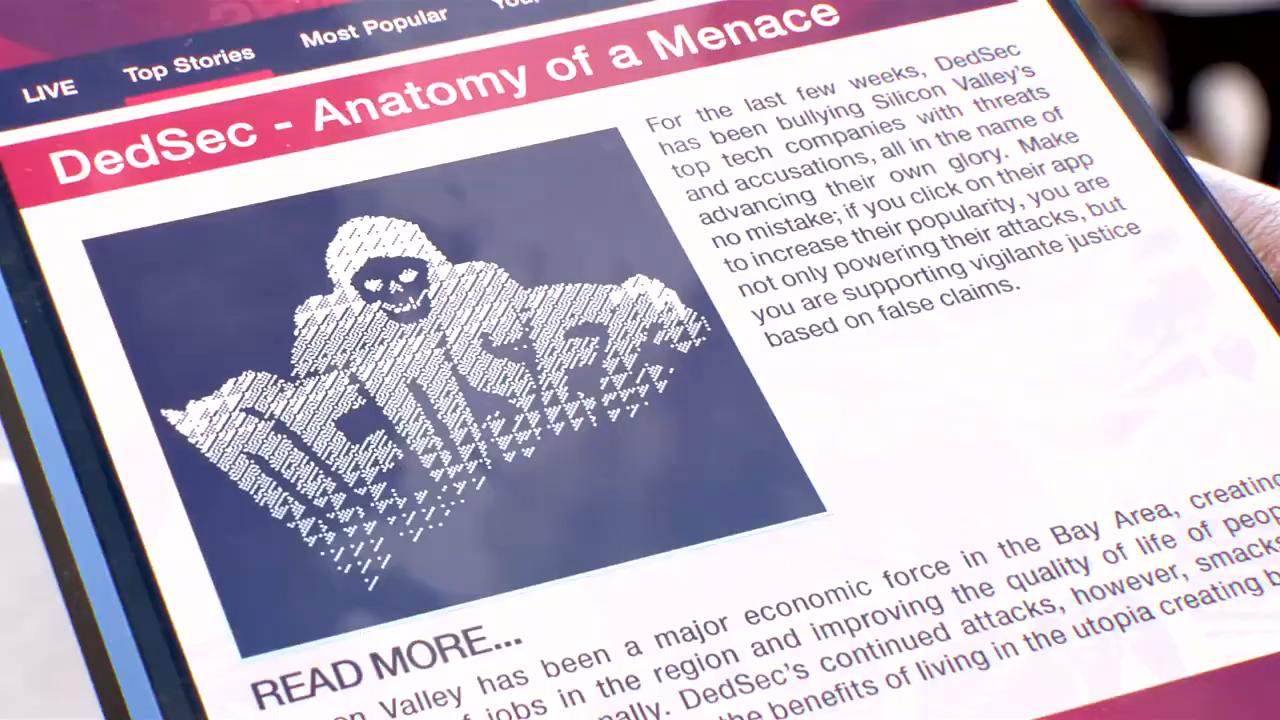 LIVE
Top Stories
Most Popular
DedSec - Anatomy of a Menace
For the last few weeks, DedSec
has been bullying Silicon Valley's
top tech companies with threats
and accusations, all in the name of
advancing their own glory. Make
no mistake; if you click on their app
to increase their popularity, you are
not only powering their attacks, but
you are supporting vigilante justice
based on false claims.
DEDSEC
READ MORE...
Valley has been a major economic force in the Bay Area, creating
jobs in the region and improving the quality of life of
DedSec's continued attacks, however,
the benefits of living in the utopia creating